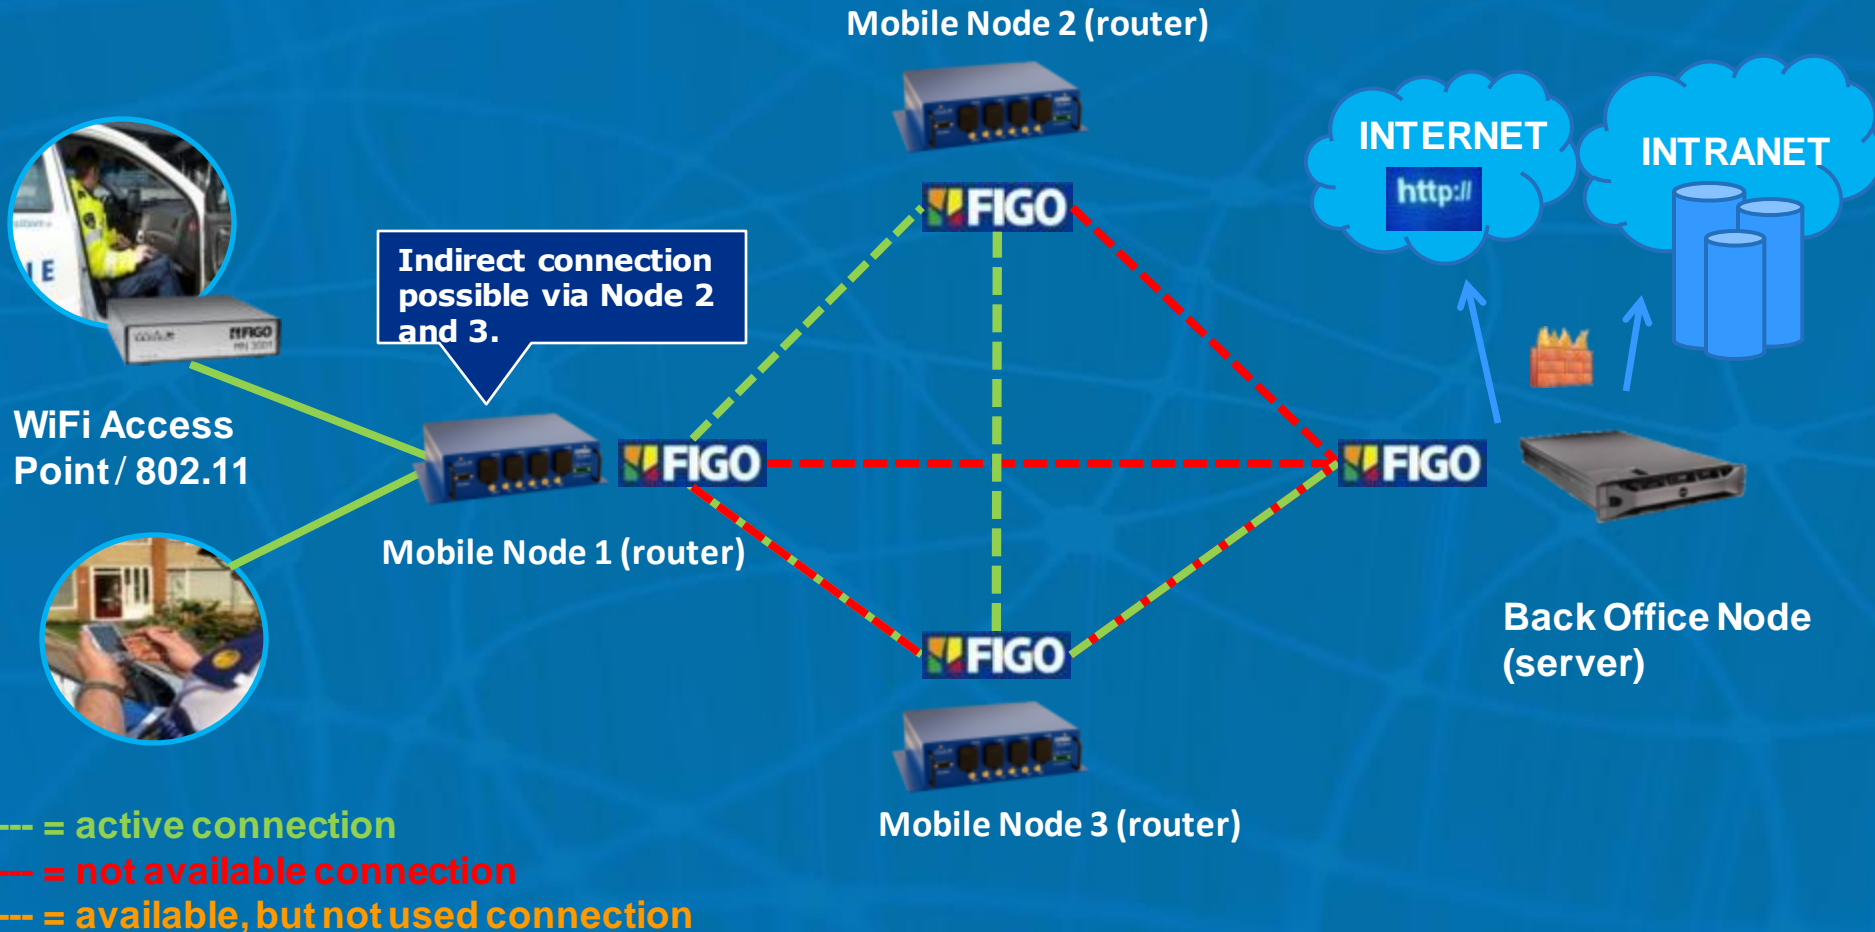 Mobile Node 2 (router)
INTERNET
http://
INTRANET
FIGO
Indirect connection
possible via Node 2
and 3.
FIGO
WiFi Access
Point / 802.11
FIGO
FIGO
Mobile Node 1 (router)
Back Office Node
(server)
FIGO
Mobile Node 3 (router)
--- = active connection
--- = not available connection
--- = available, but not used connection